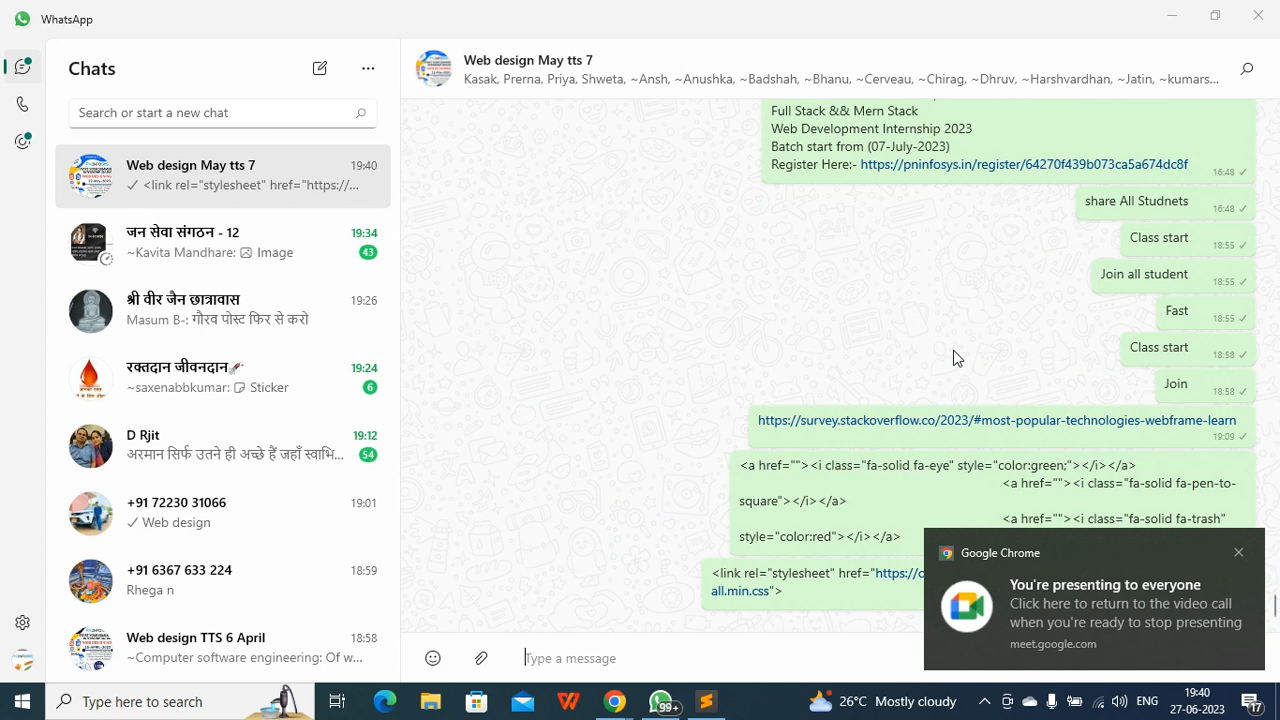 WhatsApp
Chats
Search or start a new chat
Web design May tts 7 19:40
<link rel="stylesheet" href="https://...
जन सेवा संगठन - 12 19:34
~Kavita Mandhare: Image 43
श्री वीर जैन छात्रावास 19:26
Masum B-: गौरव पोस्ट फिर से करो
रक्तदान जीवनदान 19:24
~saxenabbkumar: Sticker 6
D Rjit 19:12
अरमान सिर्फ उतने ही अच्छे हैं जहाँ स्वाभि... 54
+91 72230 31066 19:01
Web design
+91 6367 633 224 18:59
Rhega n
Web design TTS 6 April 18:58
~Computer software engineering: Of w...
Web design May tts 7
Kasak, Prerna, Priya, Shweta, ~Ansh, ~Anushka, ~Badshah, ~Bhanu, ~Cerveau, ~Chirag, ~Dhruv, ~Harshvardhan, ~Jatin, ~kumars...
Full Stack && Mern Stack
Web Development Internship 2023
Batch start from (07-July-2023)
Register Here:- https://pninfosys.in/register/64270f439b073ca5a674dc8f 16:48
share All Studnets 16:48
Class start 18:55
Join all student 18:55
Fast 18:55
Class start 18:58
Join 18:58
https://survey.stackoverflow.co/2023/#most-popular-technologies-webframe-learn
19:09
<a href=""><i class="fa-solid fa-eye" style="color:green;"></i></a>
<a href=""><i class="fa-solid fa-pen-to-
square"></i></a>
<a href=""><i class="fa-solid fa-trash"
style="color:red"></i></a>
<link rel="stylesheet" href="https://c
all.min.css">
Google Chrome
You're presenting to everyone
Click here to return to the video call
when you're ready to stop presenting
meet.google.com
Type a message
Type here to search
99+
26°C Mostly cloudy
ENG
19:40
27-06-2023
17